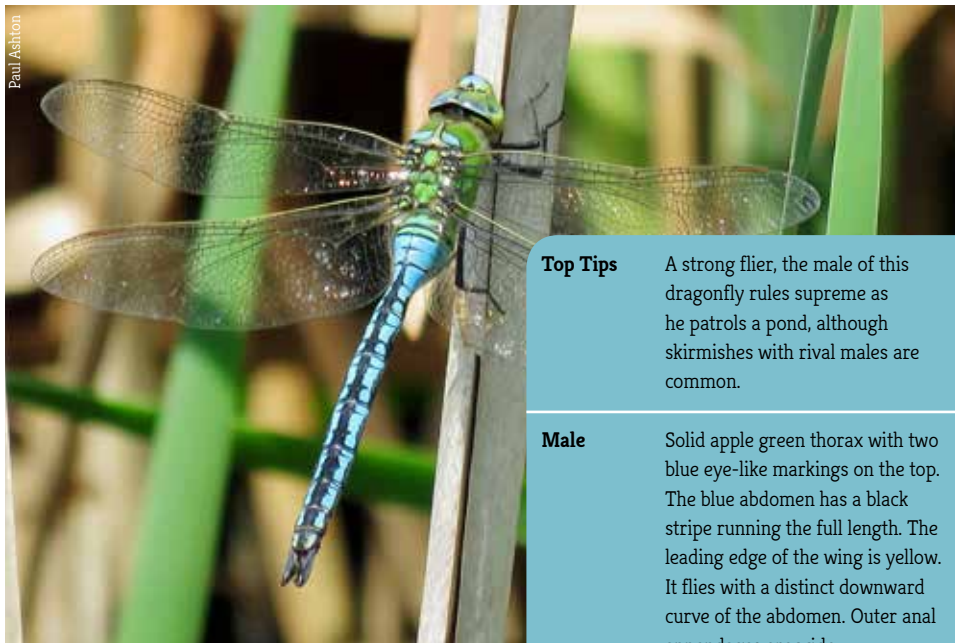 Paul Ashton
Top Tips
A strong flier, the male of this
dragonfly rules supreme as
he patrols a pond, although
skirmishes with rival males are
common.
Male
Solid apple green thorax with two
blue eye-like markings on the top.
The blue abdomen has a black
stripe running the full length. The
leading edge of the wing is yellow.
It flies with a distinct downward
curve of the abdomen. Outer anal